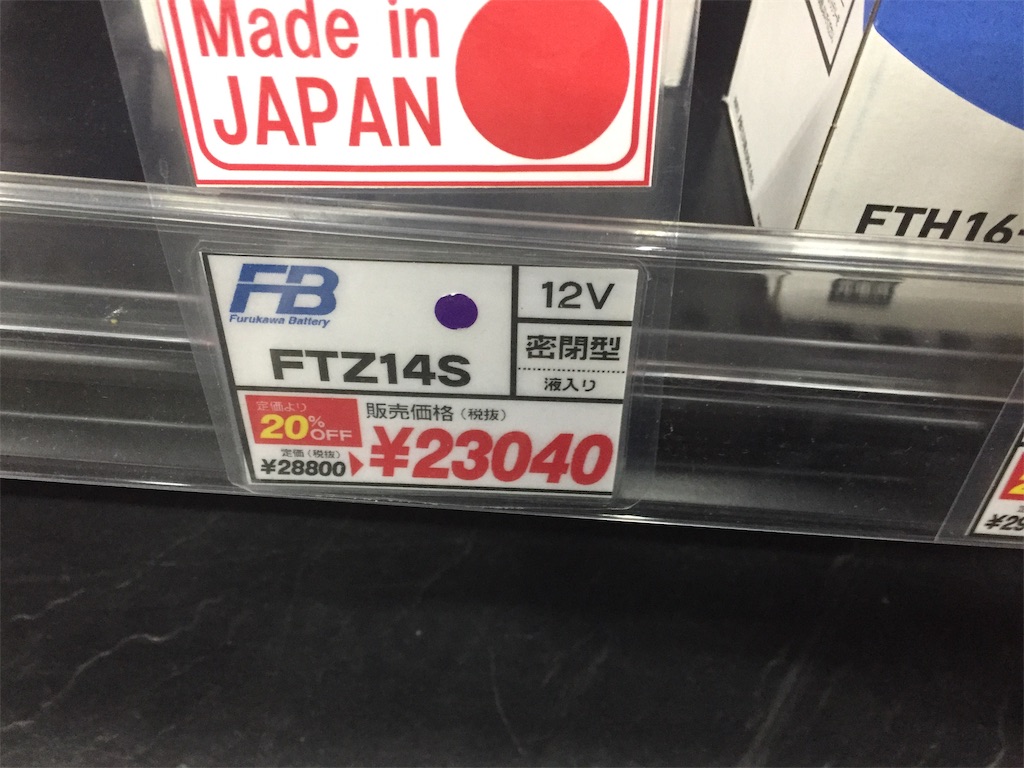 Made in
JAPAN
FTH16-
FB
Furukawa Battery
FTZ14S
12V
密閉型
液入り
定価より
20%OFF
定価(税抜)
¥28800
販売価格(税抜)
¥23040
¥29